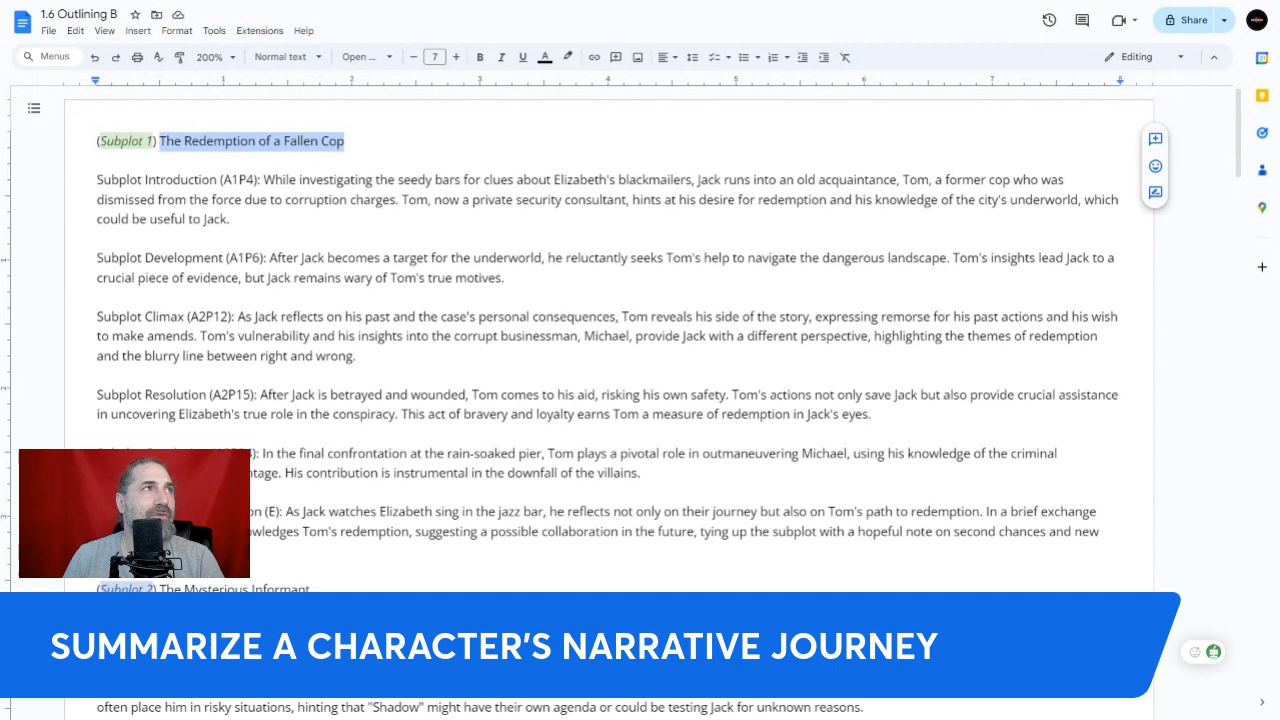 1.6 Outlining B
File Edit View Insert Format Tools Extensions Help
Share
Menus
200%
Normal text
Open ...
7
B I U A
Editing
1 2 3 4 5 6 7 8
(Subplot 1) The Redemption of a Fallen Cop
Subplot Introduction (A1P4): While investigating the seedy bars for clues about Elizabeth's blackmailers, Jack runs into an old acquaintance, Tom, a former cop who was
dismissed from the force due to corruption charges. Tom, now a private security consultant, hints at his desire for redemption and his knowledge of the city's underworld, which
could be useful to Jack.
Subplot Development (A1P6): After Jack becomes a target for the underworld, he reluctantly seeks Tom's help to navigate the dangerous landscape. Tom's insights lead Jack to a
crucial piece of evidence, but Jack remains wary of Tom's true motives.
Subplot Climax (A2P12): As Jack reflects on his past and the case's personal consequences, Tom reveals his side of the story, expressing remorse for his past actions and his wish
to make amends. Tom's vulnerability and his insights into the corrupt businessman, Michael, provide Jack with a different perspective, highlighting the themes of redemption
and the blurry line between right and wrong.
Subplot Resolution (A2P15): After Jack is betrayed and wounded, Tom comes to his aid, risking his own safety. Tom's actions not only save Jack but also provide crucial assistance
in uncovering Elizabeth's true role in the conspiracy. This act of bravery and loyalty earns Tom a measure of redemption in Jack's eyes.
: In the final confrontation at the rain-soaked pier, Tom plays a pivotal role in outmaneuvering Michael, using his knowledge of the criminal
ntage. His contribution is instrumental in the downfall of the villains.
on (E): As Jack watches Elizabeth sing in the jazz bar, he reflects not only on their journey but also on Tom's path to redemption. In a brief exchange
wledges Tom's redemption, suggesting a possible collaboration in the future, tying up the subplot with a hopeful note on second chances and new
(Subplot 2) The Mysterious Informant
SUMMARIZE A CHARACTER'S NARRATIVE JOURNEY
often place him in risky situations, hinting that "Shadow" might have their own agenda or could be testing Jack for unknown reasons.